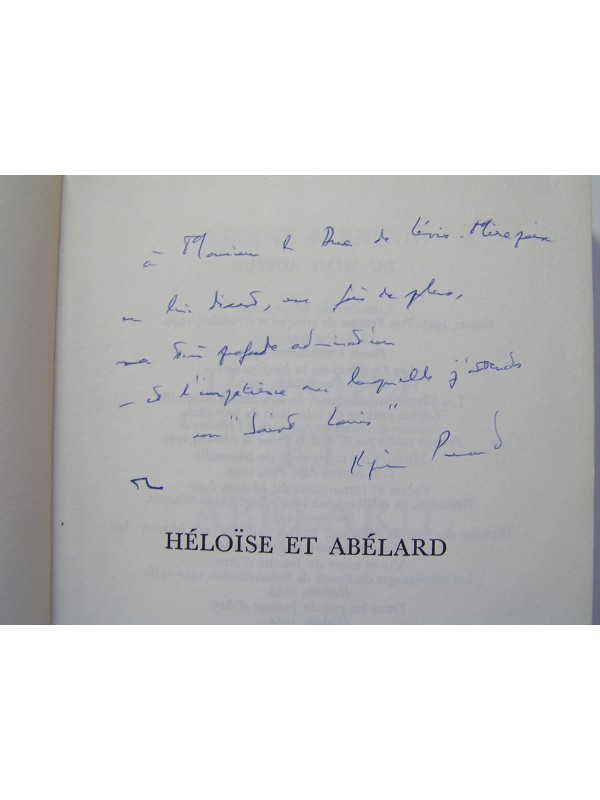 à Monsieur le Duc de Lévis-Mirepoix
en lui disant, une fois de plus,
ma très profonde admiration
– et l'impatience avec laquelle j'attends
son "Saint Louis"
Régine Pernoud
HÉLOÏSE ET ABÉLARD